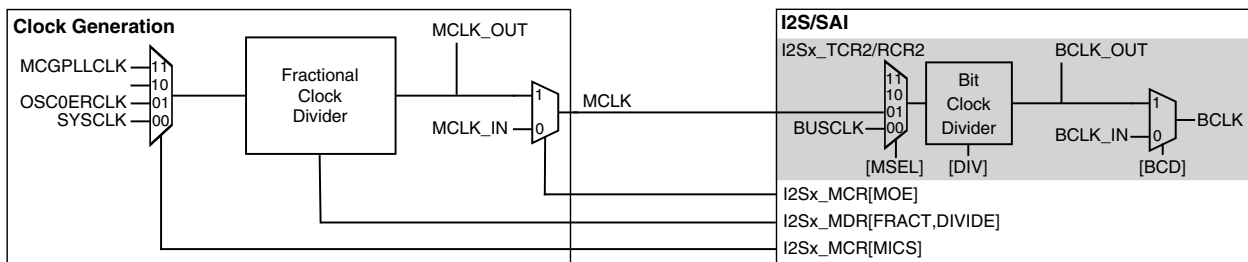 Clock Generation
MCGPLLCLK
OSC0ERCLK
SYSCLK
11
10
01
00
Fractional
Clock
Divider
MCLK_OUT
MCLK_IN
1
0
MCLK
I2S/SAI
I2Sx_TCR2/RCR2
BUSCLK
11
10
01
00
[MSEL]
Bit
Clock
Divider
[DIV]
BCLK_OUT
BCLK_IN
1
0
[BCD]
BCLK
I2Sx_MCR[MOE]
I2Sx_MDR[FRACT,DIVIDE]
I2Sx_MCR[MICS]